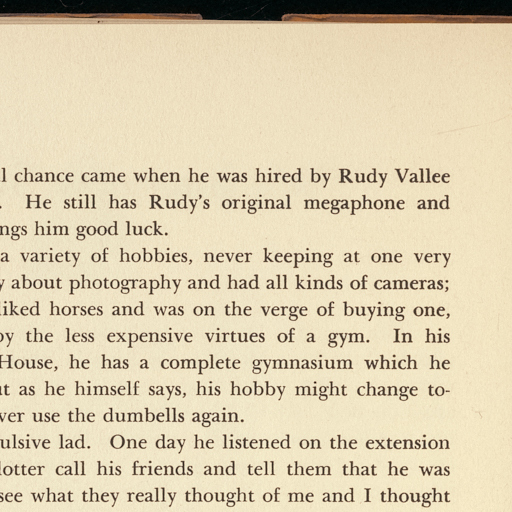 l chance came when he was hired by Rudy Vallee
. He still has Rudy's original megaphone and
ngs him good luck.
a variety of hobbies, never keeping at one very
y about photography and had all kinds of cameras;
liked horses and was on the verge of buying one,
by the less expensive virtues of a gym. In his
House, he has a complete gymnasium which he
t as he himself says, his hobby might change to-
ver use the dumbells again.
ulsive lad. One day he listened on the extension
lotter call his friends and tell them that he was
see what they really thought of me and I thought